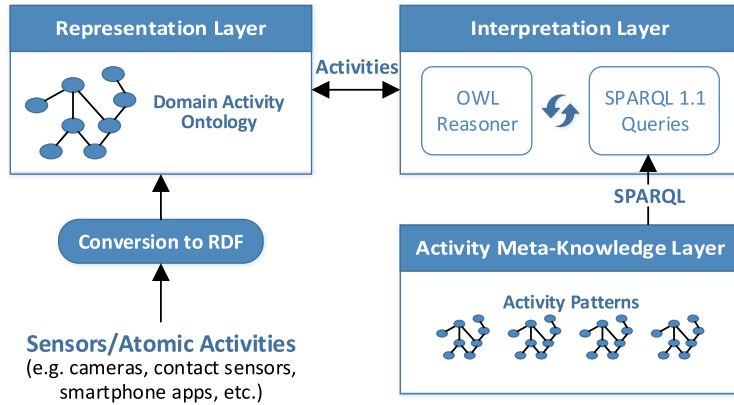 Representation Layer
Domain Activity
Ontology
Activities
Interpretation Layer
OWL
Reasoner
SPARQL 1.1
Queries
SPARQL
Conversion to RDF
Activity Meta-Knowledge Layer
Activity Patterns
Sensors/Atomic Activities
(e.g. cameras, contact sensors,
smartphone apps, etc.)